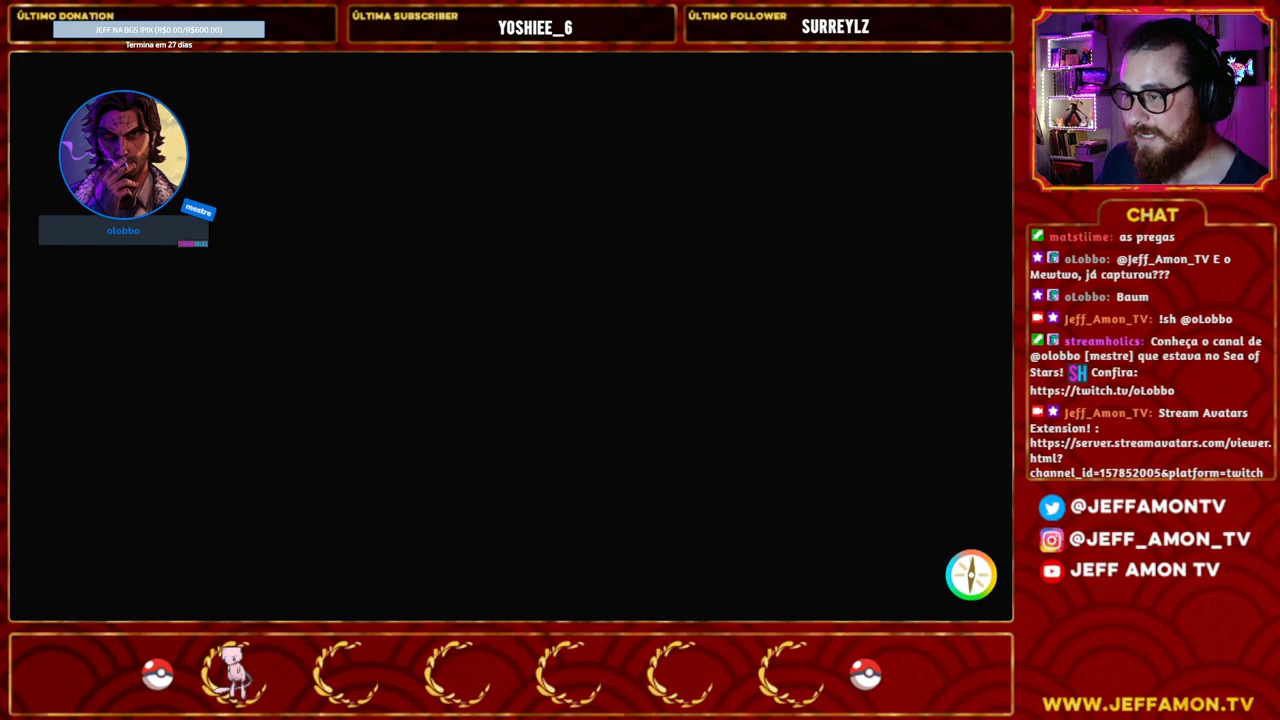 ÚLTIMO DONATION
JEFF NA BGS IPIX (R$0.00/R$600.00)
Termina em 27 dias
ÚLTIMA SUBSCRIBER
YOSHIEE_6
ÚLTIMO FOLLOWER
SURREYLZ
mestre
olobbo
CHAT
matstiime: as pregas
oLobbo: @Jeff_Amon_TV E o
Mewtwo, já capturou???
oLobbo: Baum
Jeff_Amon_TV: !sh @oLobbo
streamholics: Conheça o canal de
@olobbo [mestre] que estava no Sea of
Stars! SH Confira:
https://twitch.tv/oLobbo
Jeff_Amon_TV: Stream Avatars
Extension! :
https://server.streamavatars.com/viewer.
html?
channel_id=157852005&platform=twitch
@JEFFAMONTV
@JEFF_AMON_TV
JEFF AMON TV
WWW.JEFFAMON.TV